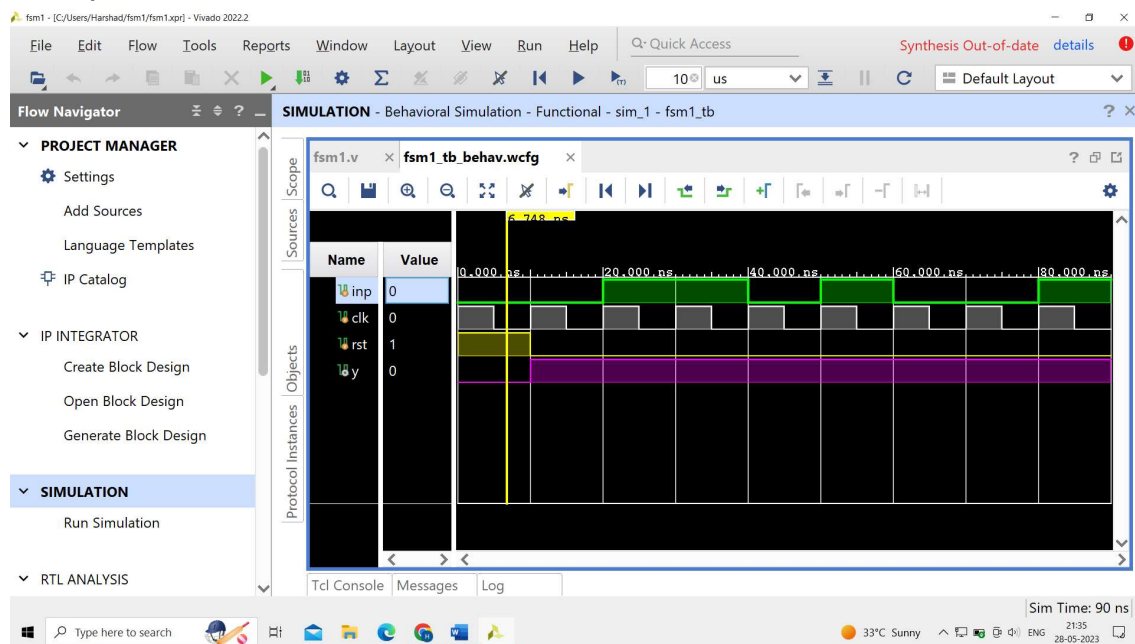 fsm1 - [C:/Users/Harshad/fsm1/fsm1.xpr] - Vivado 2022.2
File Edit Flow Tools Reports Window Layout View Run Help Q- Quick Access Synthesis Out-of-date details
10 us Default Layout
Flow Navigator ? SIMULATION - Behavioral Simulation - Functional - sim_1 - fsm1_tb ? ×
PROJECT MANAGER
Settings
Add Sources
Language Templates
IP Catalog
IP INTEGRATOR
Create Block Design
Open Block Design
Generate Block Design
SIMULATION
Run Simulation
RTL ANALYSIS
Scope
Sources
Objects
Protocol Instances
fsm1.v × fsm1_tb_behav.wcfg × ?
6.748 ns
Name Value
0.000 ns 20.000 ns 40.000 ns 60.000 ns 80.000 ns
inp 0
clk 0
rst 1
y 0
Tcl Console Messages Log
Sim Time: 90 ns
Type here to search 33°C Sunny ENG 21:35
28-05-2023